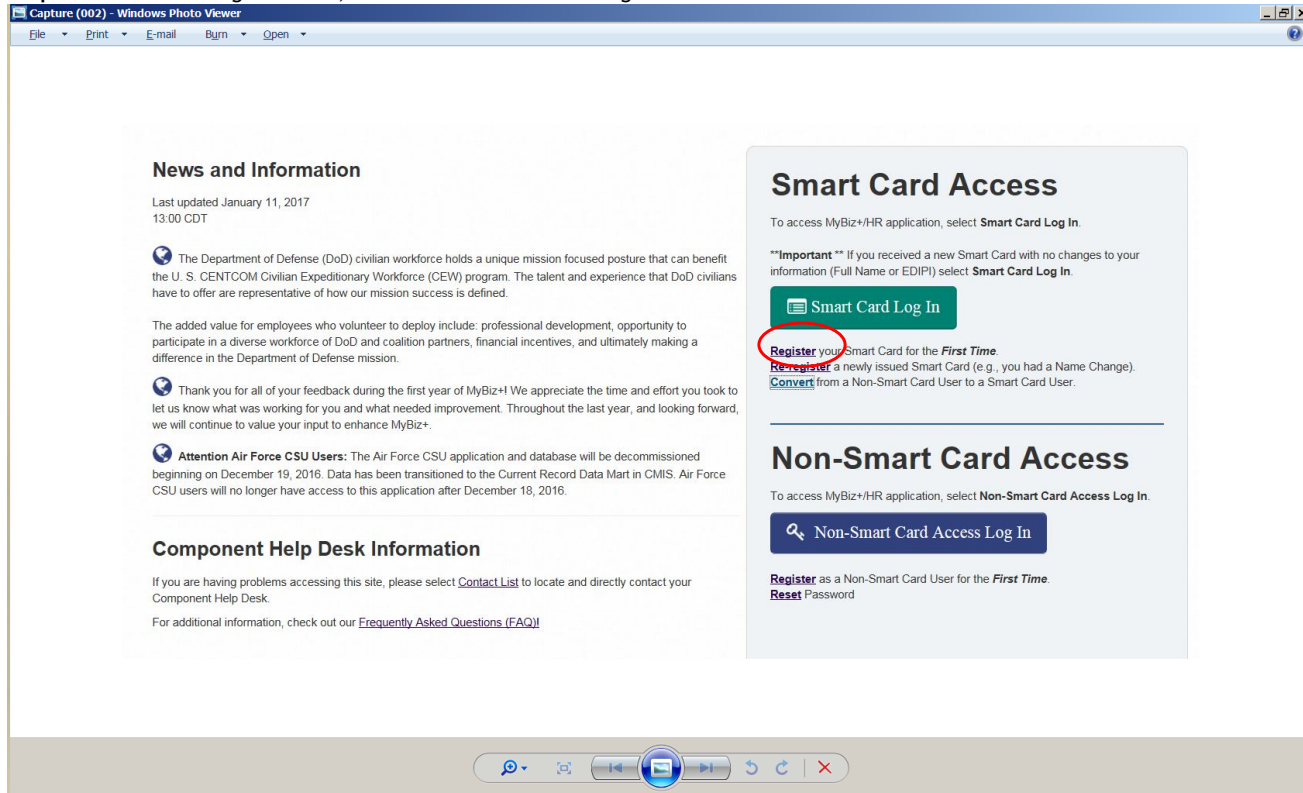 Capture (002) - Windows Photo Viewer
File Print E-mail Burn Open
News and Information
Last updated January 11, 2017
13:00 CDT
The Department of Defense (DoD) civilian workforce holds a unique mission focused posture that can benefit
the U. S. CENTCOM Civilian Expeditionary Workforce (CEW) program. The talent and experience that DoD civilians
have to offer are representative of how our mission success is defined.
The added value for employees who volunteer to deploy include: professional development, opportunity to
participate in a diverse workforce of DoD and coalition partners, financial incentives, and ultimately making a
difference in the Department of Defense mission.
Thank you for all of your feedback during the first year of MyBiz+! We appreciate the time and effort you took to
let us know what was working for you and what needed improvement. Throughout the last year, and looking forward,
we will continue to value your input to enhance MyBiz+.
Attention Air Force CSU Users: The Air Force CSU application and database will be decommissioned
beginning on December 19, 2016. Data has been transitioned to the Current Record Data Mart in CMIS. Air Force
CSU users will no longer have access to this application after December 18, 2016.
Component Help Desk Information
If you are having problems accessing this site, please select Contact List to locate and directly contact your
Component Help Desk.
For additional information, check out our Frequently Asked Questions (FAQ)!
Smart Card Access
To access MyBiz+/HR application, select Smart Card Log In.
**Important ** If you received a new Smart Card with no changes to your
information (Full Name or EDIPI) select Smart Card Log In.
Smart Card Log In
Register your Smart Card for the First Time.
Re-register a newly issued Smart Card (e.g., you had a Name Change).
Convert from a Non-Smart Card User to a Smart Card User.
Non-Smart Card Access
To access MyBiz+/HR application, select Non-Smart Card Access Log In.
Non-Smart Card Access Log In
Register as a Non-Smart Card User for the First Time.
Reset Password